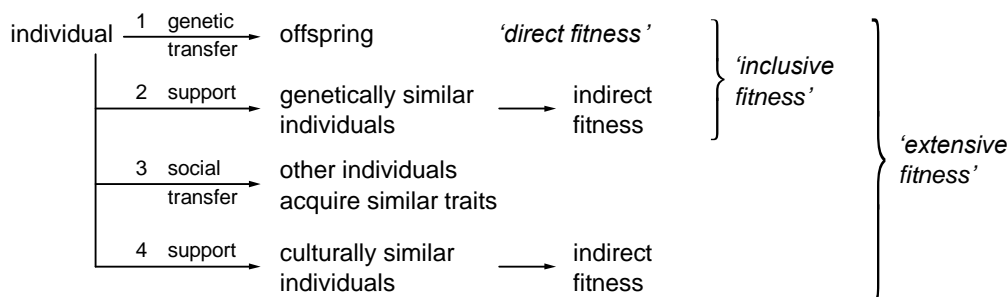 individual 1 genetic transfer offspring 'direct fitness'
2 support genetically similar individuals indirect fitness
'inclusive fitness'
3 social transfer other individuals acquire similar traits
4 support culturally similar individuals indirect fitness
'extensive fitness'